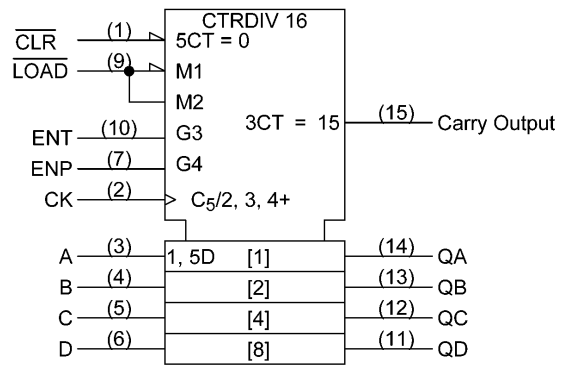 CTRDIV 16
CLR (1) 5CT = 0
LOAD (9) M1
M2
3CT = 15 (15) Carry Output
ENT (10) G3
ENP (7) G4
CK (2) C5/2, 3, 4+
A (3) 1, 5D [1] (14) QA
B (4) [2] (13) QB
C (5) [4] (12) QC
D (6) [8] (11) QD